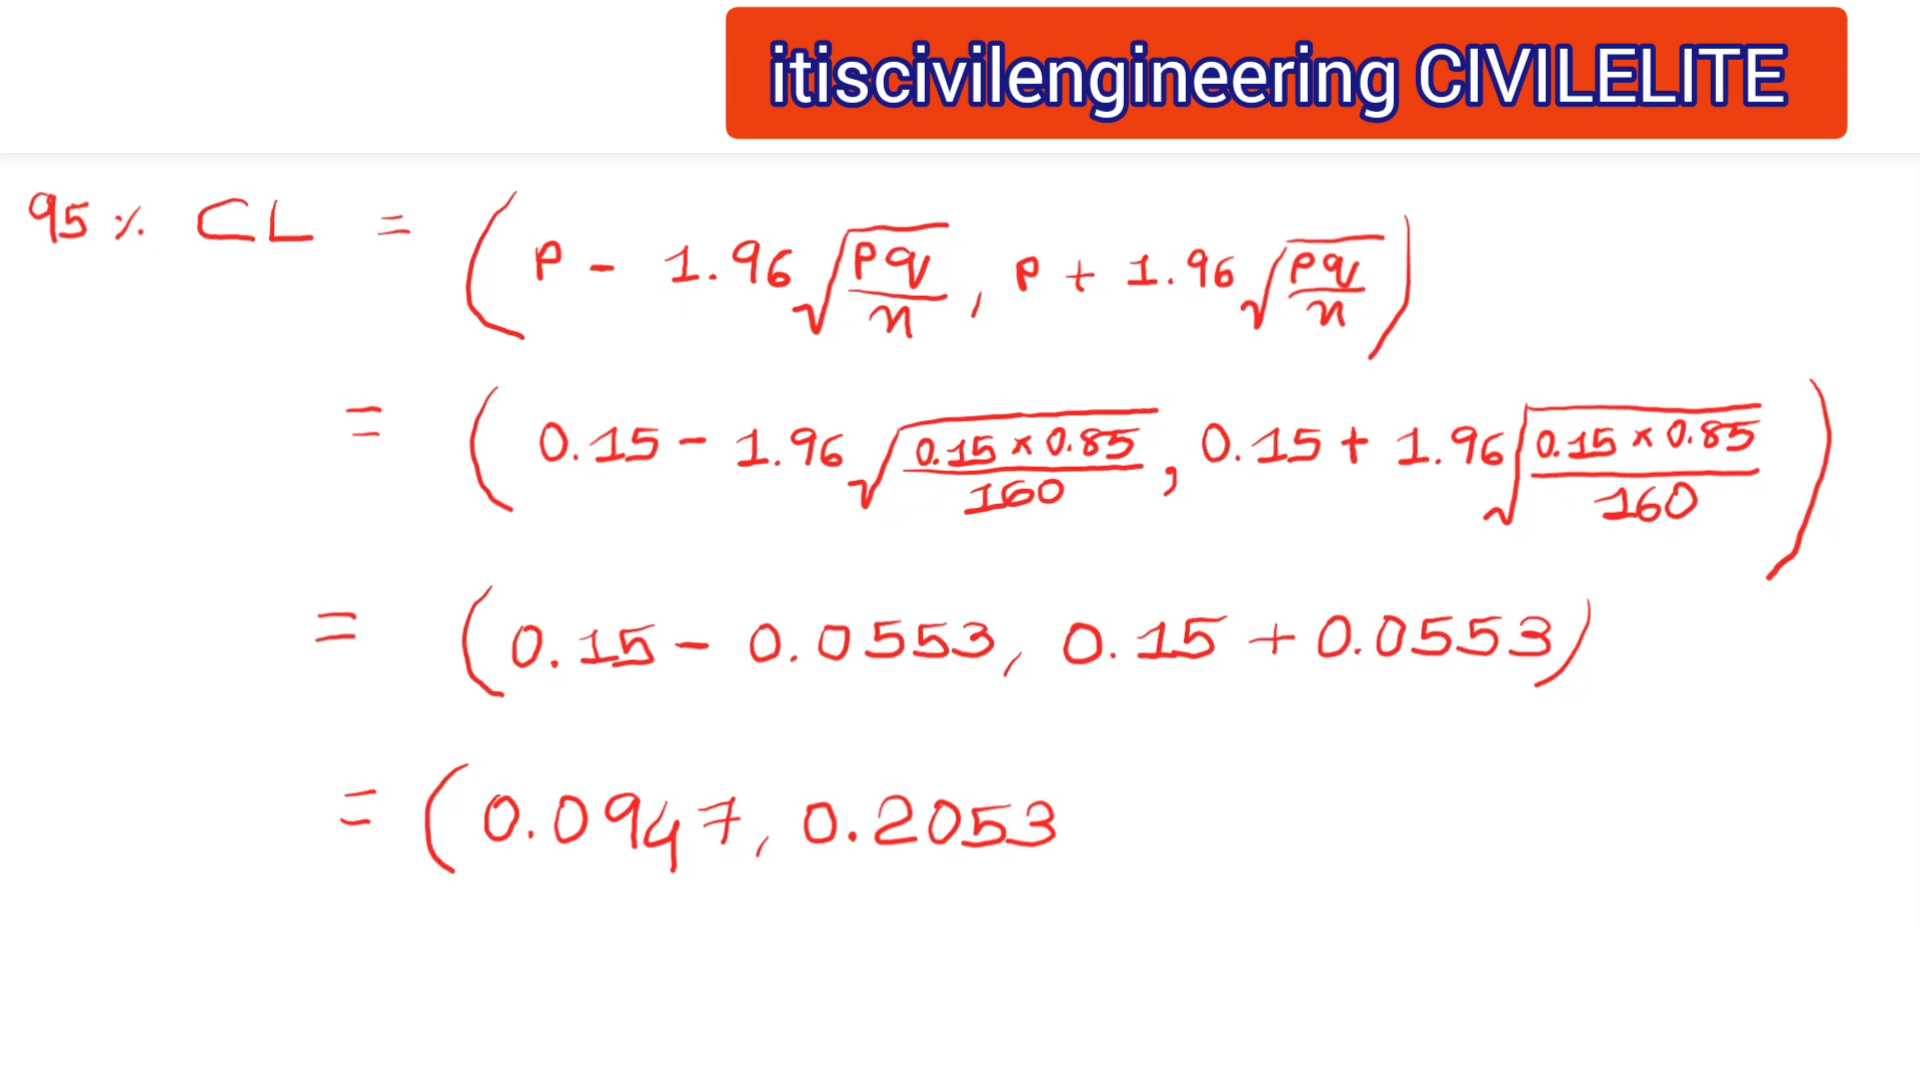 itiscivilengineering CIVILELITE
95% CL = (P - 1.96√(pq/n), P + 1.96√(pq/n))
= (0.15 - 1.96√(0.15 × 0.85/160), 0.15 + 1.96√(0.15 × 0.85/160))
= (0.15 - 0.0553, 0.15 + 0.0553)
= (0.0947, 0.2053